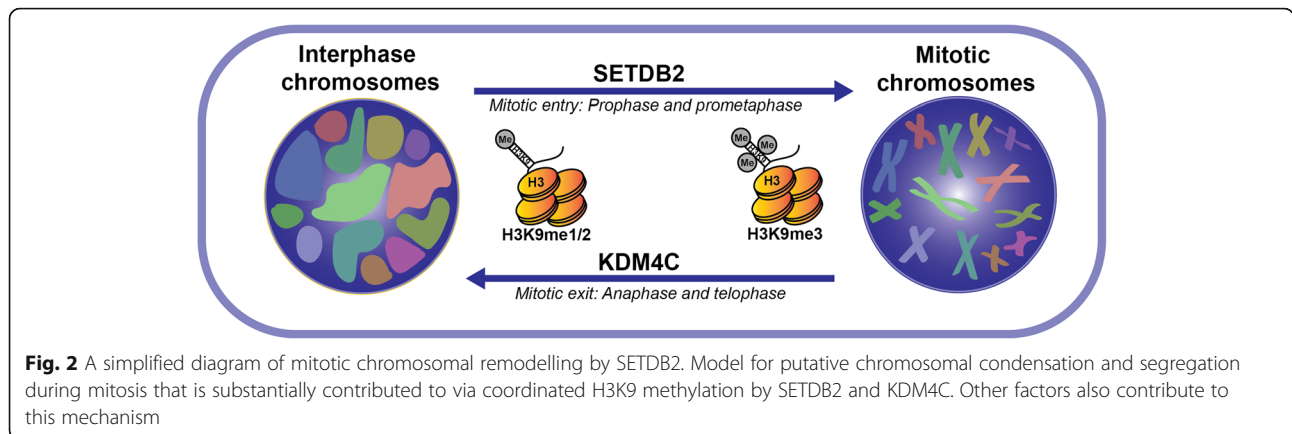 Interphase
chromosomes
SETDB2
Mitotic entry: Prophase and prometaphase
Mitotic
chromosomes
Me
H3
H3K9me1/2
Me
Me
Me
H3
H3K9me3
KDM4C
Mitotic exit: Anaphase and telophase
Fig. 2 A simplified diagram of mitotic chromosomal remodelling by SETDB2. Model for putative chromosomal condensation and segregation
during mitosis that is substantially contributed to via coordinated H3K9 methylation by SETDB2 and KDM4C. Other factors also contribute to
this mechanism